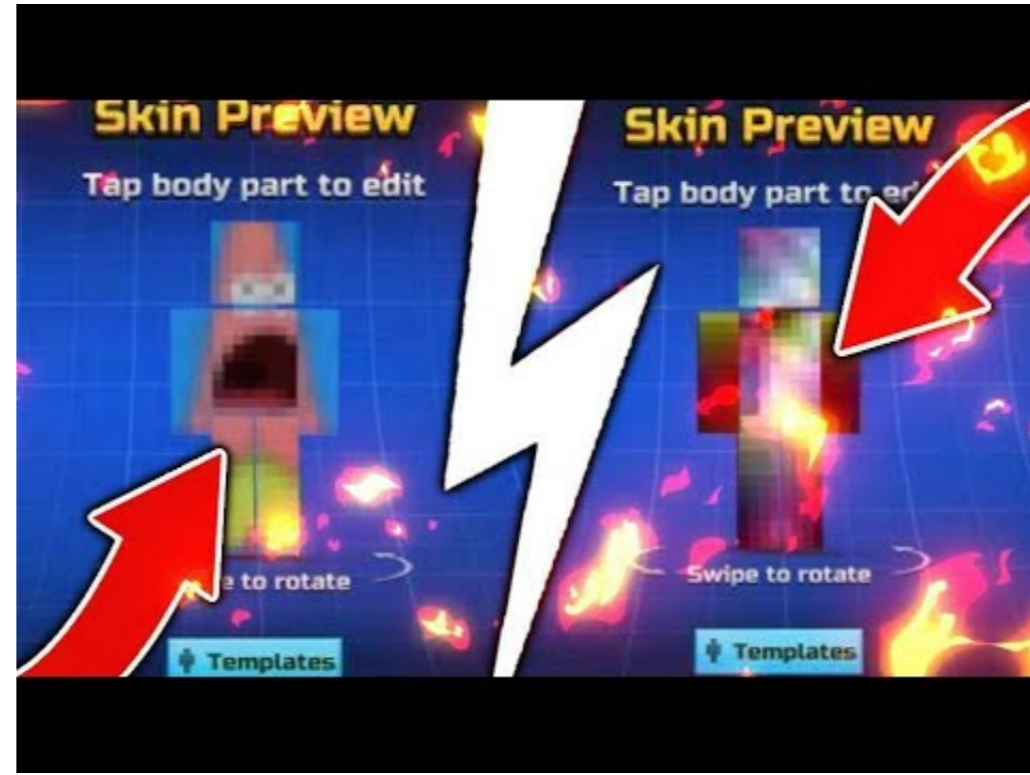 Skin Preview
Tap body part to edit
to rotate
Templates
Skin Preview
Tap body part to
Swipe to rotate
Templates